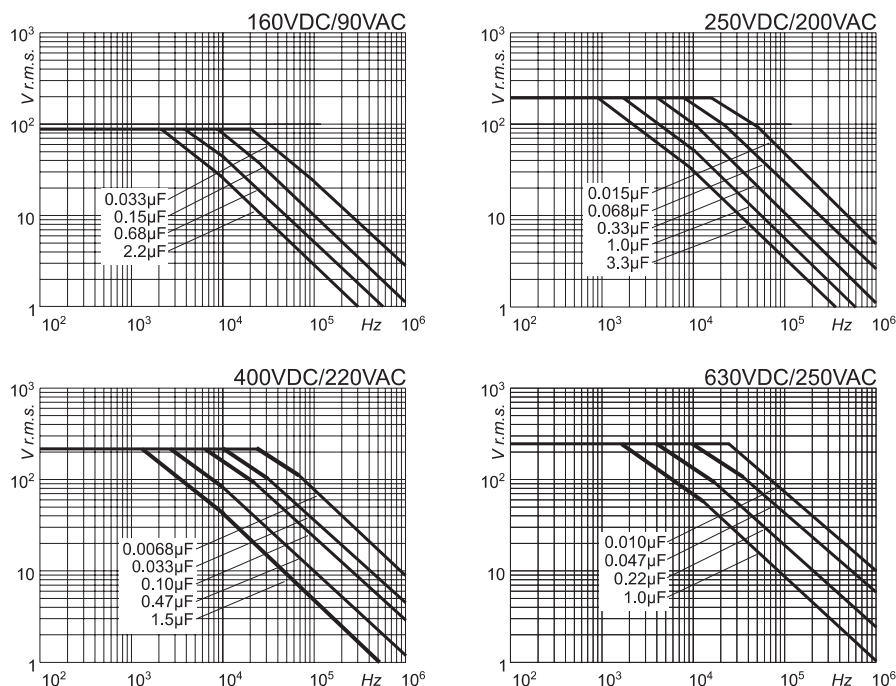 160VDC/90VAC
10³
V r.m.s.
10²
10
1
0.033µF
0.15µF
0.68µF
2.2µF
10² 10³ 10⁴ 10⁵ Hz 10⁶
250VDC/200VAC
10³
V r.m.s.
10²
10
1
0.015µF
0.068µF
0.33µF
1.0µF
3.3µF
10² 10³ 10⁴ 10⁵ Hz 10⁶
400VDC/220VAC
10³
V r.m.s.
10²
10
1
0.0068µF
0.033µF
0.10µF
0.47µF
1.5µF
10² 10³ 10⁴ 10⁵ Hz 10⁶
630VDC/250VAC
10³
V r.m.s.
10²
10
1
0.010µF
0.047µF
0.22µF
1.0µF
10² 10³ 10⁴ 10⁵ Hz 10⁶